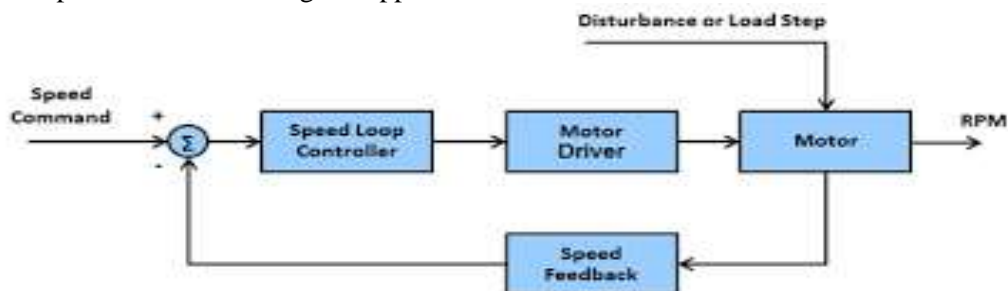 Disturbance or Load Step
Speed
Command
+
-
Σ
Speed Loop
Controller
Motor
Driver
Motor
RPM
Speed
Feedback